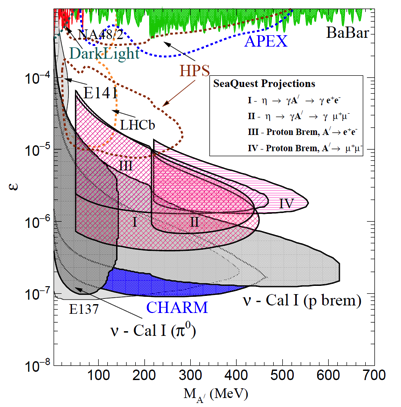 NA48/2
BaBar
APEX
DarkLight
HPS
10⁻⁴
E141
LHCb
SeaQuest Projections
I - η → γA′ → γ e⁺e⁻
II - η → γA′ → γ μ⁺μ⁻
III - Proton Brem, A′→ e⁺e⁻
IV - Proton Brem, A′→ μ⁺μ⁻
10⁻⁵
III
ε
IV
10⁻⁶
I
II
10⁻⁷
E137
CHARM
ν - Cal I (p brem)
ν - Cal I (π⁰)
10⁻⁸
100 200 300 400 500 600 700
M_A′ (MeV)